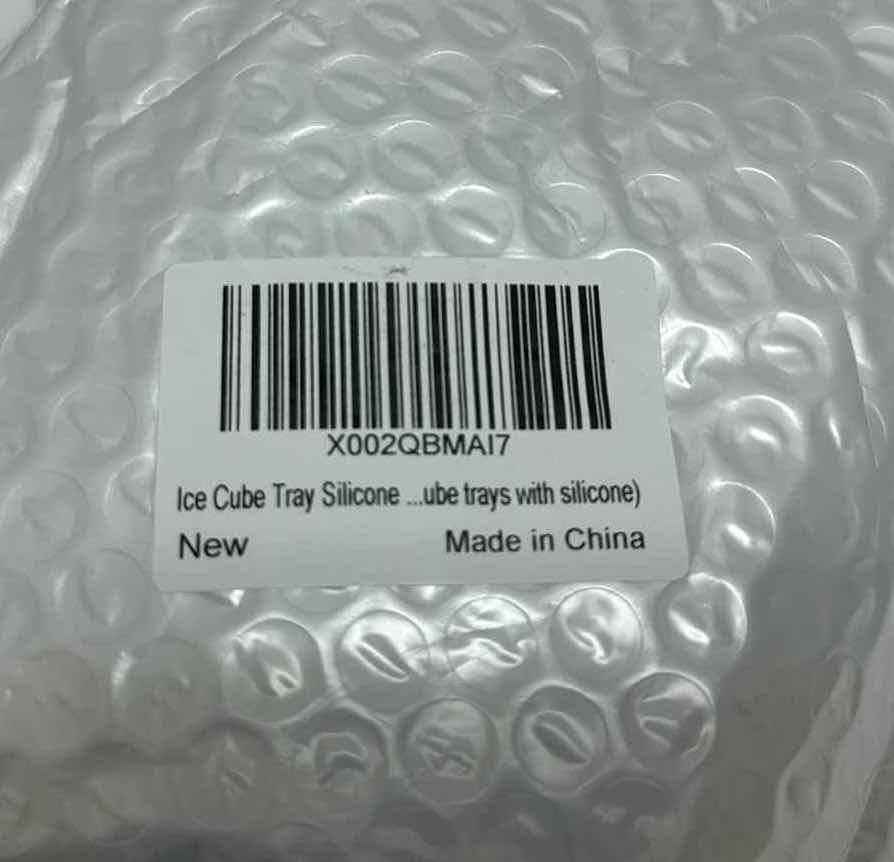 X002QBMAI7
Ice Cube Tray Silicone ...ube trays with silicone)
New Made in China